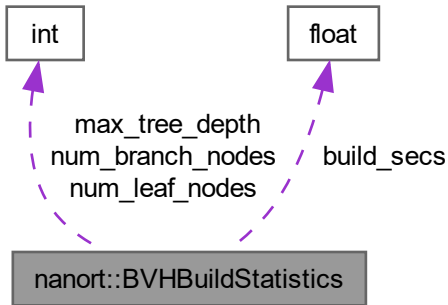 int
float
max_tree_depth
num_branch_nodes
num_leaf_nodes
build_secs
nanort::BVHBuildStatistics